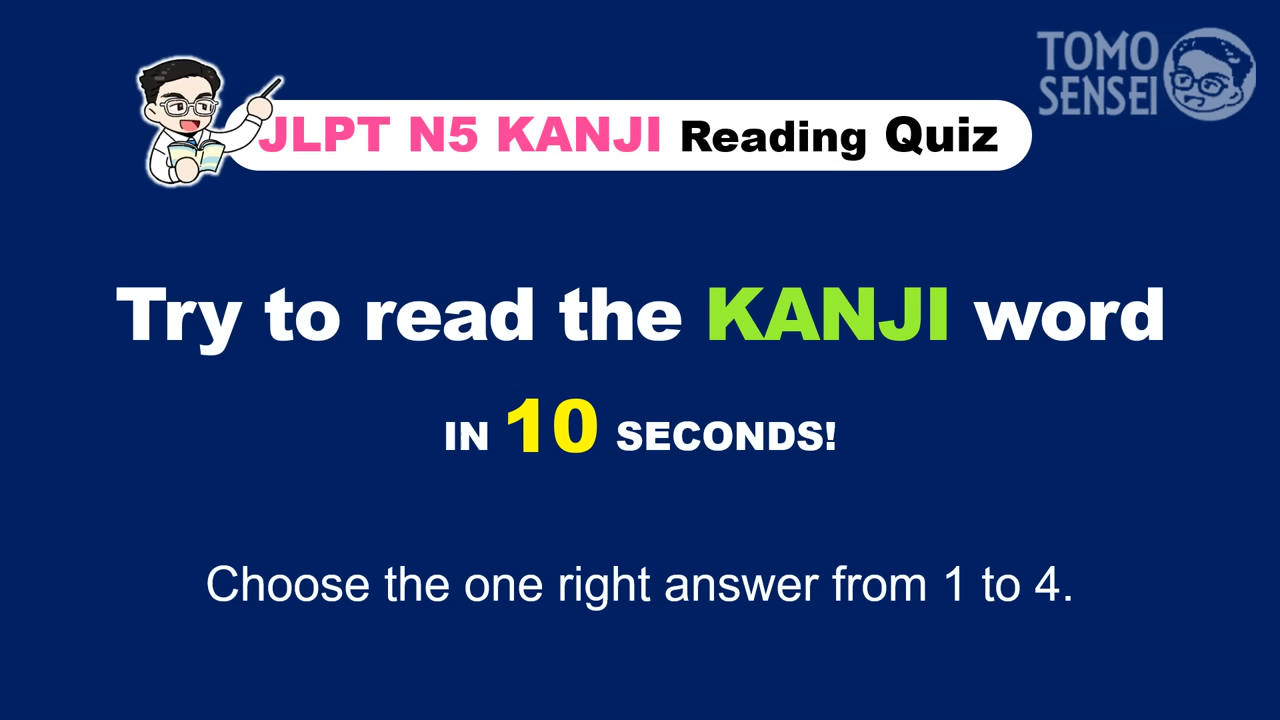 TOMO
SENSEI
JLPT N5 KANJI Reading Quiz
Try to read the KANJI word
IN 10 SECONDS!
Choose the one right answer from 1 to 4.